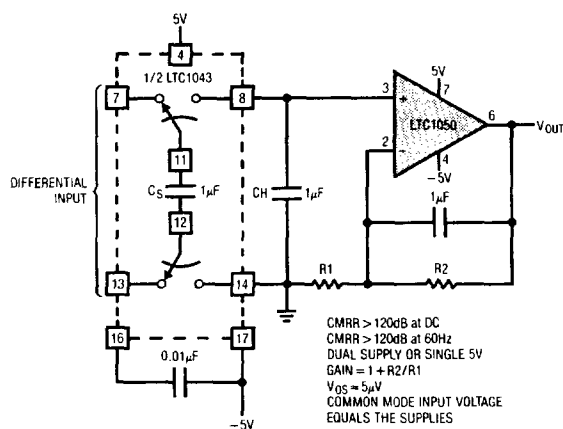 5V
4
1/2 LTC1043
7
8
11
CS
1µF
12
DIFFERENTIAL
INPUT
13
14
16
17
0.01µF
-5V
CH
1µF
3
+
5V
7
LTC1050
6
VOUT
2
-
4
-5V
1µF
R1
R2
CMRR > 120dB at DC
CMRR > 120dB at 60Hz
DUAL SUPPLY OR SINGLE 5V
GAIN = 1 + R2/R1
VOS ≈ 5µV
COMMON MODE INPUT VOLTAGE
EQUALS THE SUPPLIES